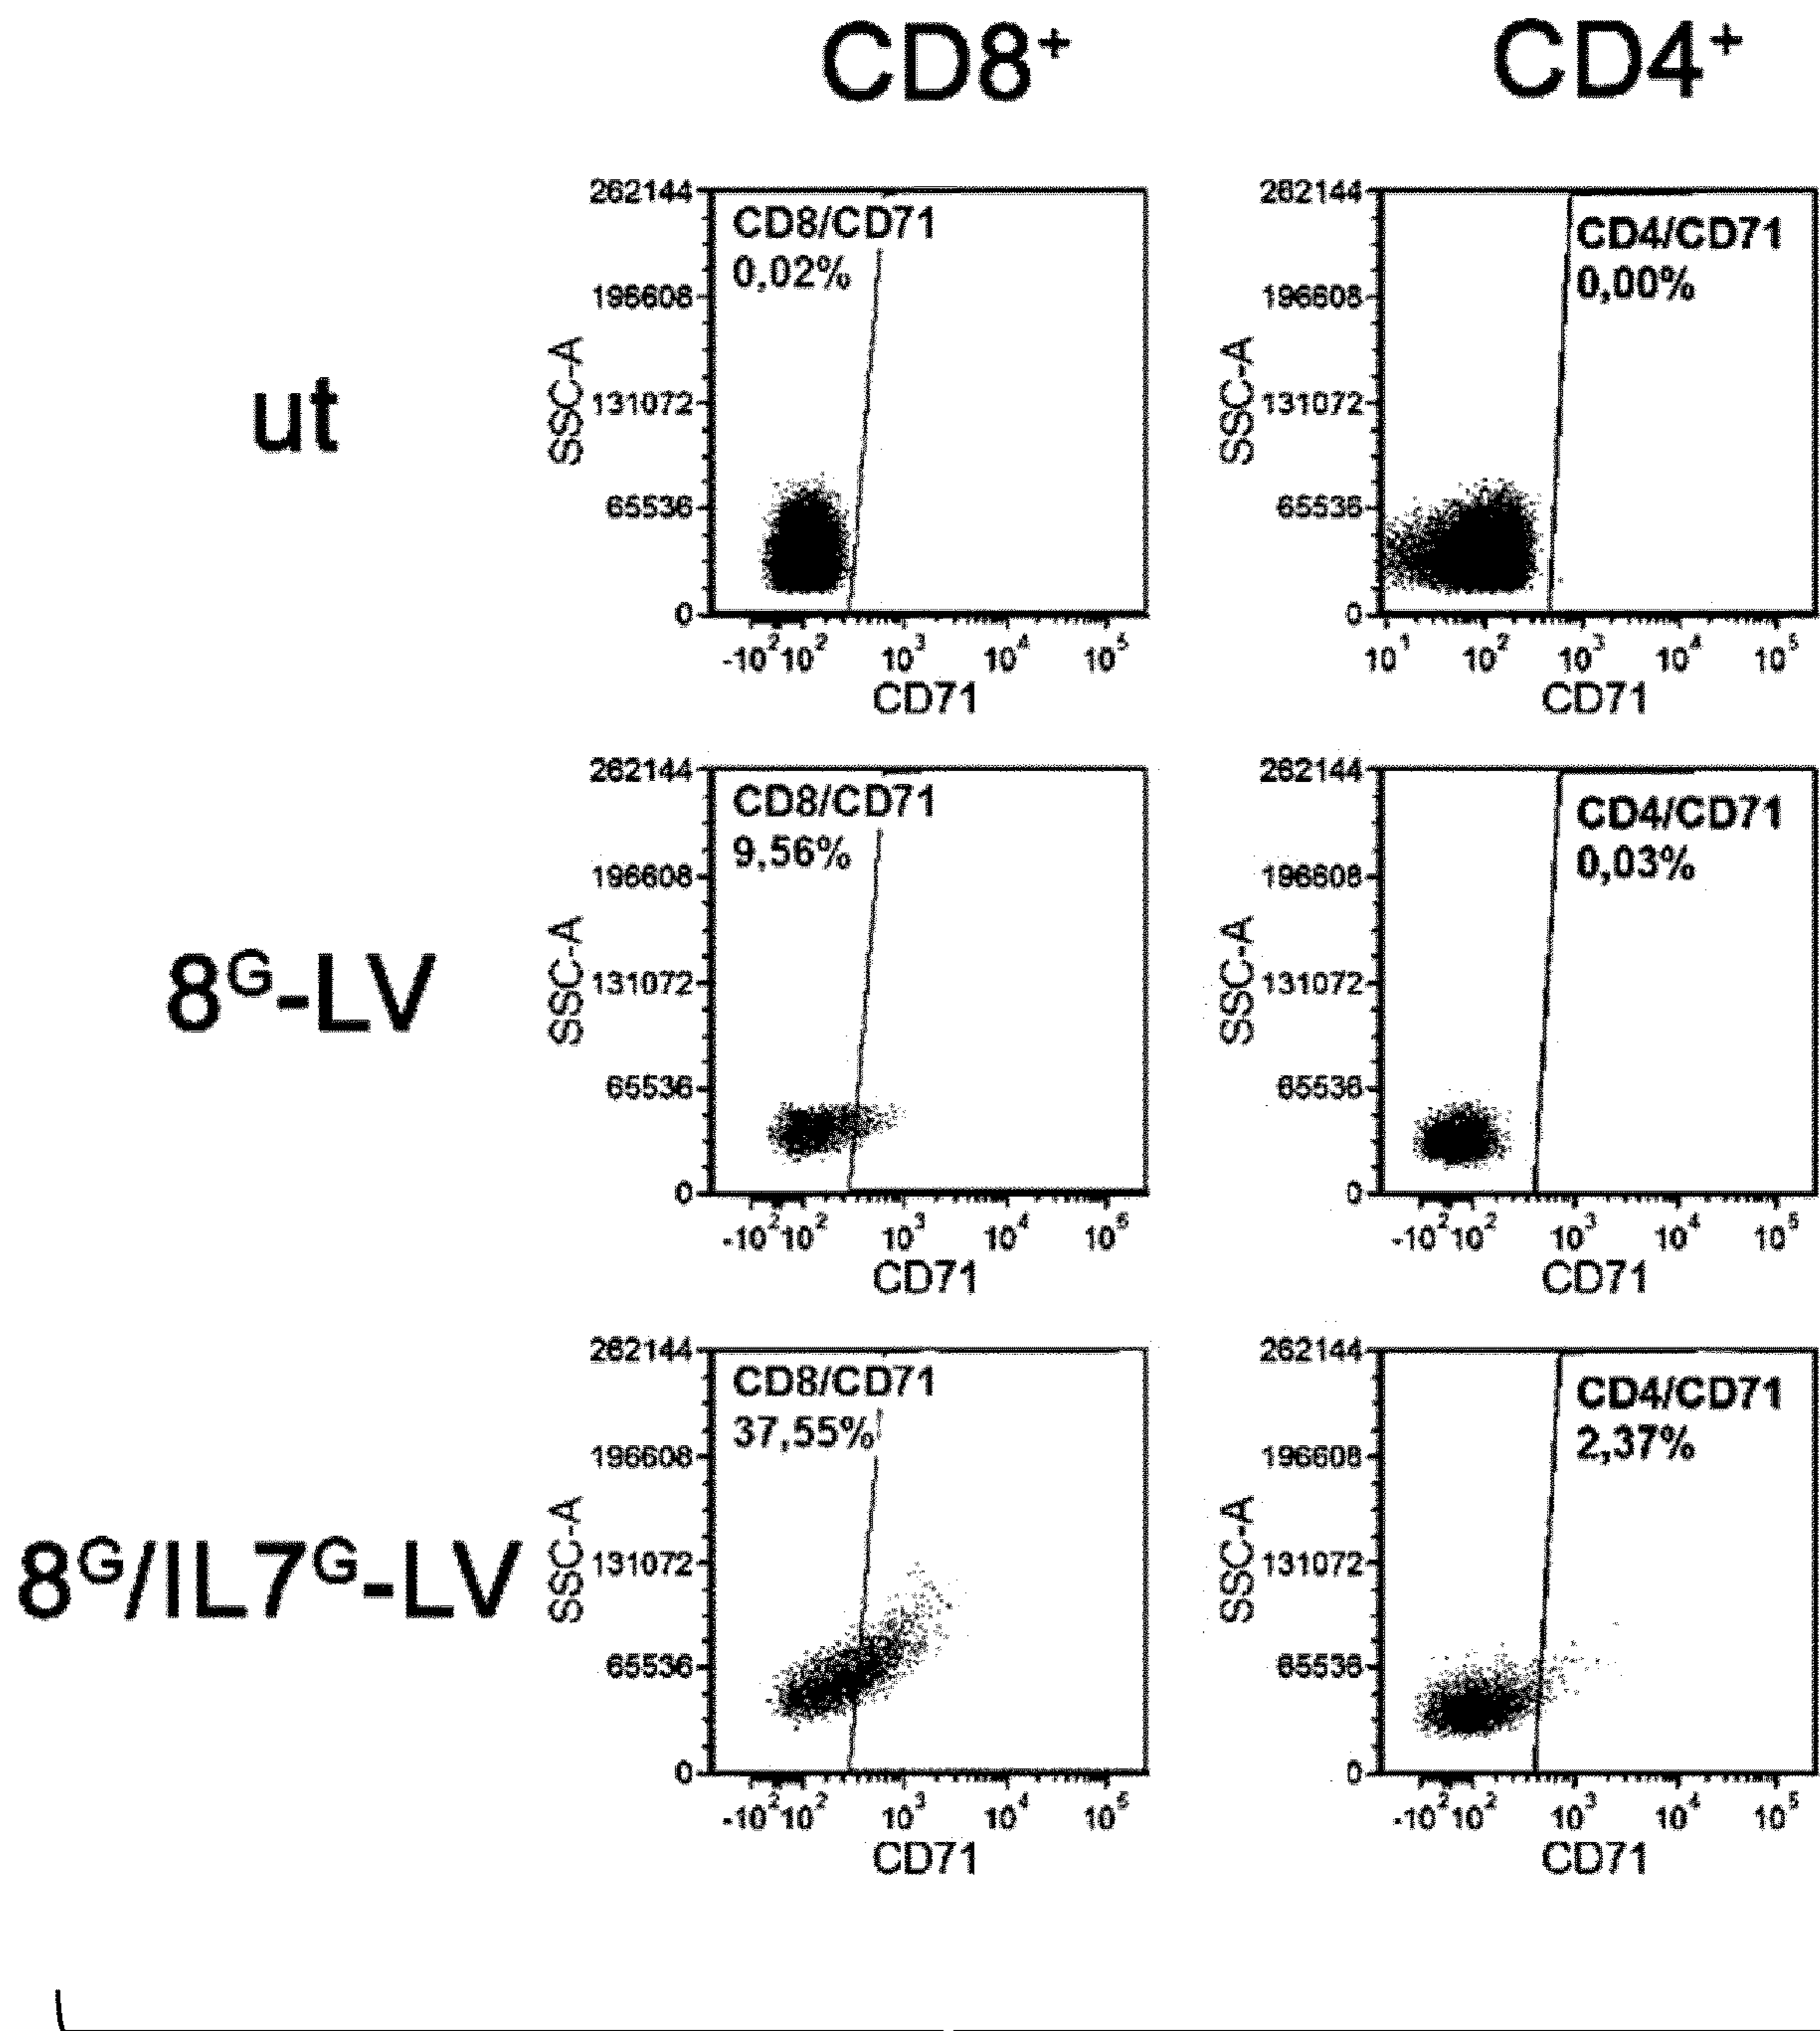 CD8⁺ CD4⁺
ut
262144 196608 131072 65536 0
SSC-A
CD8/CD71
0,02%
-10² 10² 10³ 10⁴ 10⁵
CD71
262144 196608 131072 65536 0
SSC-A
CD4/CD71
0,00%
10¹ 10² 10³ 10⁴ 10⁵
CD71
8ᴳ-LV
262144 196608 131072 65536 0
SSC-A
CD8/CD71
9,56%
-10² 10² 10³ 10⁴ 10⁵
CD71
262144 196608 131072 65536 0
SSC-A
CD4/CD71
0,03%
-10² 10² 10³ 10⁴ 10⁵
CD71
8ᴳ/IL7ᴳ-LV
262144 196608 131072 65536 0
SSC-A
CD8/CD71
37,55%
-10² 10² 10³ 10⁴ 10⁵
CD71
262144 196608 131072 65536 0
SSC-A
CD4/CD71
2,37%
-10² 10² 10³ 10⁴ 10⁵
CD71